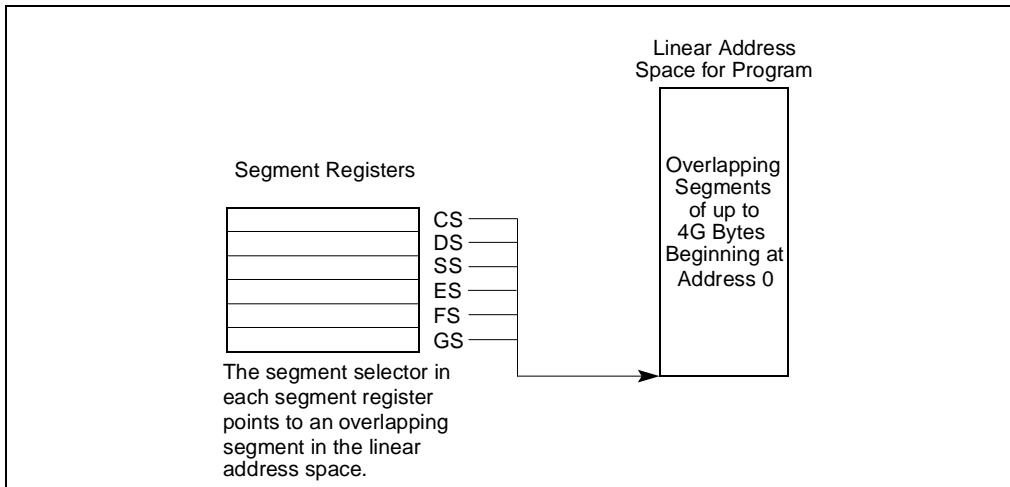 Linear Address
Space for Program
Segment Registers
CS
DS
SS
ES
FS
GS
Overlapping
Segments
of up to
4G Bytes
Beginning at
Address 0
The segment selector in
each segment register
points to an overlapping
segment in the linear
address space.